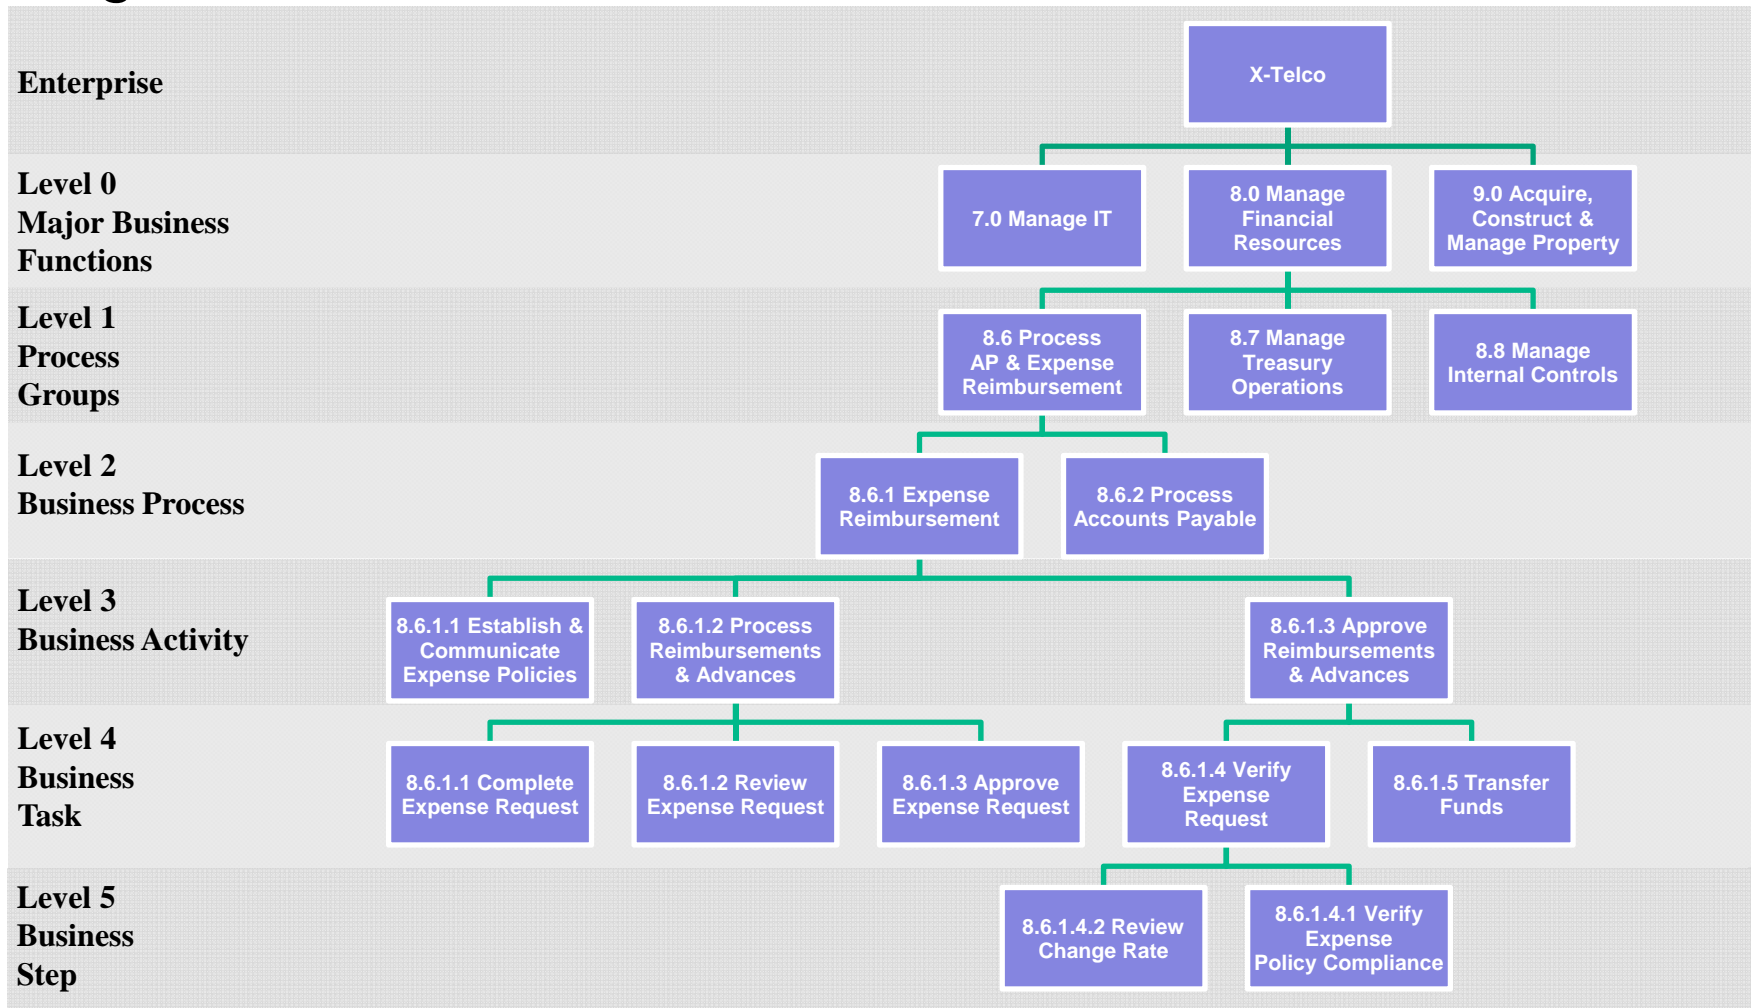 Enterprise
X-Telco
Level 0
Major Business
Functions
7.0 Manage IT
8.0 Manage
Financial
Resources
9.0 Acquire,
Construct &
Manage Property
Level 1
Process
Groups
8.6 Process
AP & Expense
Reimbursement
8.7 Manage
Treasury
Operations
8.8 Manage
Internal Controls
Level 2
Business Process
8.6.1 Expense
Reimbursement
8.6.2 Process
Accounts Payable
Level 3
Business Activity
8.6.1.1 Establish &
Communicate
Expense Policies
8.6.1.2 Process
Reimbursements
& Advances
8.6.1.3 Approve
Reimbursements
& Advances
Level 4
Business
Task
8.6.1.1 Complete
Expense Request
8.6.1.2 Review
Expense Request
8.6.1.3 Approve
Expense Request
8.6.1.4 Verify
Expense
Request
8.6.1.5 Transfer
Funds
Level 5
Business
Step
8.6.1.4.2 Review
Change Rate
8.6.1.4.1 Verify
Expense
Policy Compliance